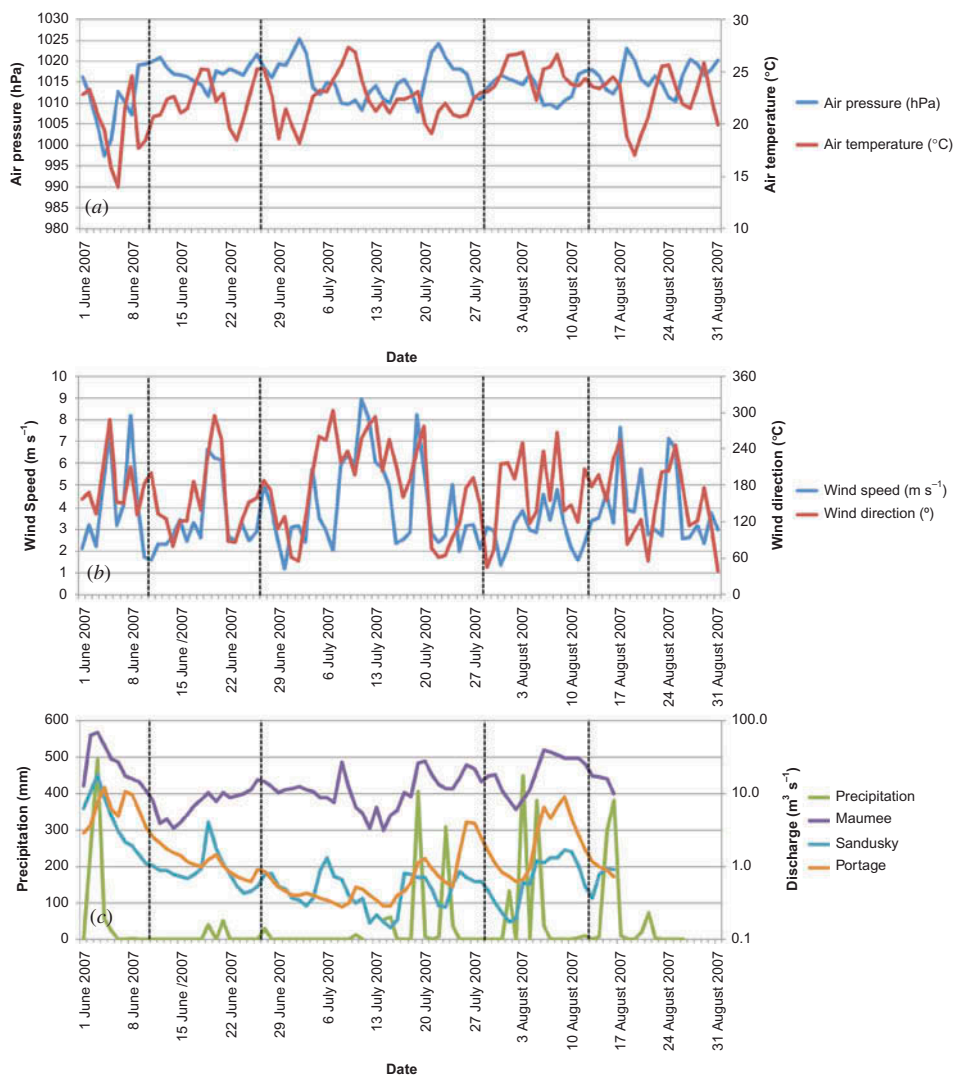 1030
1025
1020
1015
1010
1005
1000
995
990
985
980
Air pressure (hPa)
(a)
30
25
20
15
10
Air temperature (°C)
Air pressure (hPa)
Air temperature (°C)
1 June 2007
8 June 2007
15 June 2007
22 June 2007
29 June 2007
6 July 2007
13 July 2007
20 July 2007
27 July 2007
3 August 2007
10 August 2007
17 August 2007
24 August 2007
31 August 2007
Date
10
9
8
7
6
5
4
3
2
1
0
Wind Speed (m s⁻¹)
(b)
360
300
240
180
120
60
0
Wind direction (°C)
Wind speed (m s⁻¹)
Wind direction (º)
1 June 2007
8 June 2007
15 June /2007
22 June 2007
29 June 2007
6 July 2007
13 July 2007
20 July 2007
27 July 2007
3 August 2007
10 August 2007
17 August 2007
24 August 2007
31 August 2007
600
500
400
300
200
100
0
Precipitation (mm)
(c)
100.0
10.0
1.0
0.1
Discharge (m³ s⁻¹)
Precipitation
Maumee
Sandusky
Portage
1 June 2007
8 June 2007
15 June /2007
22 June 2007
29 June 2007
6 July 2007
13 July 2007
20 July 2007
27 July 2007
3 August 2007
10 August 2007
17 August 2007
24 August 2007
31 August 2007
Date